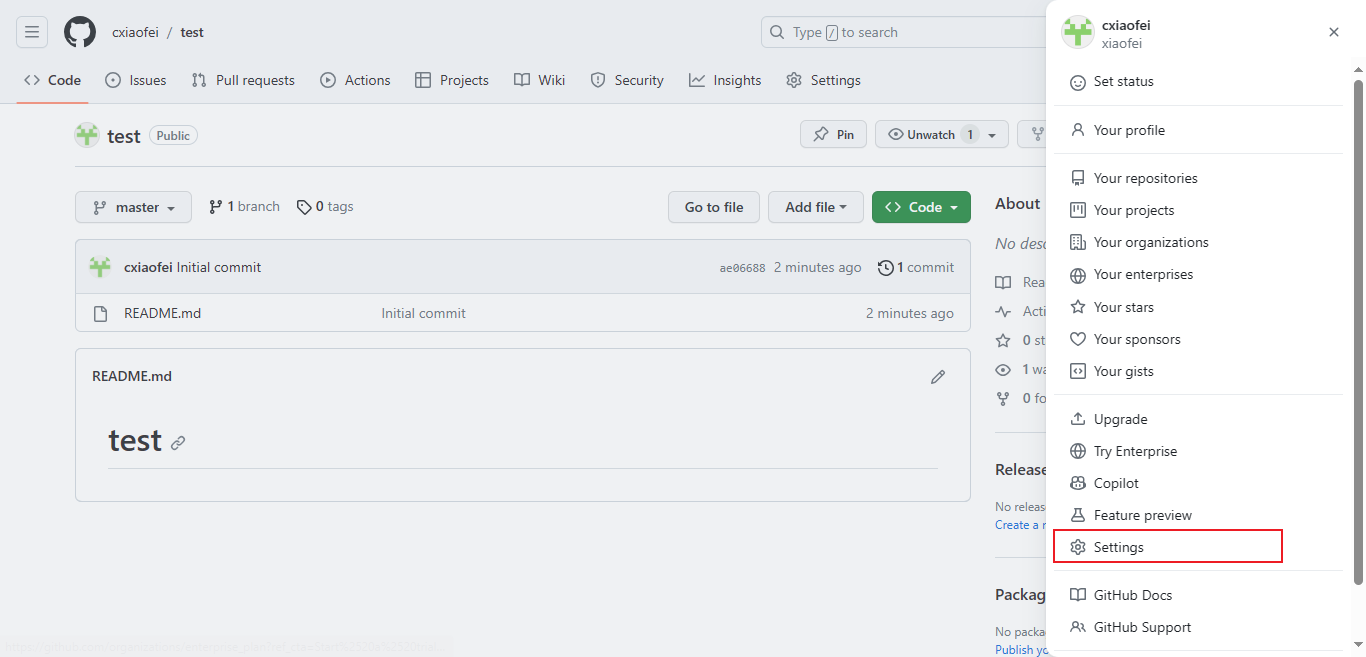 cxiaofei / test
Type / to search
Code Issues Pull requests Actions Projects Wiki Security Insights Settings
test Public
Pin Unwatch 1
master 1 branch 0 tags
Go to file Add file Code
cxiaofei Initial commit ae06688 2 minutes ago 1 commit
README.md Initial commit 2 minutes ago
README.md
test
About
No desc
Rea
Acti
0 st
1 wa
0 fo
Release
No releas
Create a r
Packag
No packa
Publish yo
cxiaofei
xiaofei
Set status
Your profile
Your repositories
Your projects
Your organizations
Your enterprises
Your stars
Your sponsors
Your gists
Upgrade
Try Enterprise
Copilot
Feature preview
Settings
GitHub Docs
GitHub Support